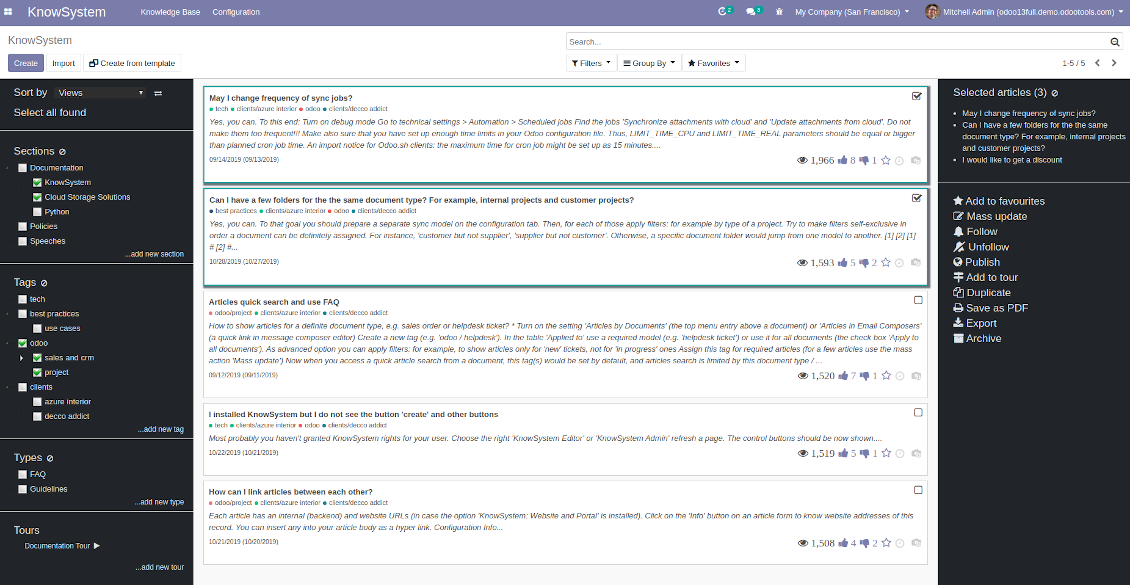 KnowSystem
Knowledge Base
Configuration
2
3
My Company (San Francisco)
Mitchell Admin (odoo13full.demo.odootools.com)
KnowSystem
Search...
Create
Import
Create from template
Filters
Group By
Favorites
1-5 / 5
Sort by
Views
Select all found
Sections
Documentation
KnowSystem
Cloud Storage Solutions
Python
Policies
Speeches
...add new section
Tags
tech
best practices
use cases
odoo
sales and crm
project
clients
azure interior
decco addict
...add new tag
Types
FAQ
Guidelines
...add new type
Tours
Documentation Tour
...add new tour
May I change frequency of sync jobs?
tech clients/azure interior odoo clients/decco addict
Yes, you can. To this end: Turn on debug mode Go to technical settings > Automation > Scheduled jobs Find the jobs 'Synchronize attachments with cloud' and 'Update attachments from cloud'. Do not
make them too frequent!!! Make also sure that you have set up enough time limits in your Odoo configuration file. Thus, LIMIT_TIME_CPU and LIMIT_TIME_REAL parameters should be equal or bigger
than planned cron job time. An import notice for Odoo.sh clients: the maximum time for cron job might be set up as 15 minutes....
09/14/2019 (09/13/2019)
1,966 8 1
Can I have a few folders for the the same document type? For example, internal projects and customer projects?
best practices clients/azure interior odoo clients/decco addict
Yes, you can. To that goal you should prepare a separate sync model on the configuration tab. Then, for each of those apply filters: for example by type of a project. Try to make filters self-exclusive in
order a document can be definitely assigned. For instance, 'customer but not supplier', 'supplier but not customer'. Otherwise, a specific document folder would jump from one model to another. [1] [2] [1]
# [2] #...
10/28/2019 (10/27/2019)
1,593 5 2
Articles quick search and use FAQ
odoo/project clients/azure interior clients/decco addict
How to show articles for a definite document type, e.g. sales order or helpdesk ticket? * Turn on the setting 'Articles by Documents' (the top menu entry above a document) or 'Articles in Email Composers'
(a quick link in message composer editor) Create a new tag (e.g. 'odoo / helpdesk'). In the table 'Applied to' use a required model (e.g. 'helpdesk ticket') or use it for all documents (the check box 'Apply to
all documents'). As advanced option you can apply filters: for example, to show articles only for 'new' tickets, not for 'in progress' ones Assign this tag for required articles (for a few articles use the mass
action 'Mass update') Now when you access a quick article search from a document, this tag(s) would be set by default, and articles search is limited by this document type / ...
09/12/2019 (09/11/2019)
1,520 7 1
I installed KnowSystem but I do not see the button 'create' and other buttons
tech clients/azure interior odoo clients/decco addict
Most probably you haven't granted KnowSystem rights for your user. Choose the right 'KnowSystem Editor' or 'KnowSystem Admin' refresh a page. The control buttons should be now shown....
10/22/2019 (10/21/2019)
1,519 5 1
How can I link articles between each other?
odoo/project clients/azure interior clients/decco addict
Each article has an internal (backend) and website URLs (in case the option 'KnowSystem: Website and Portal' is installed). Click on the 'Info' button on an article form to know website addresses of this
record. You can insert any into your article body as a hyper link. Configuration Info...
10/21/2019 (10/20/2019)
1,508 4 2
Selected articles (3)
May I change frequency of sync jobs?
Can I have a few folders for the the same
document type? For example, internal projects
and customer projects?
I would like to get a discount
Add to favourites
Mass update
Follow
Unfollow
Publish
Add to tour
Duplicate
Save as PDF
Export
Archive